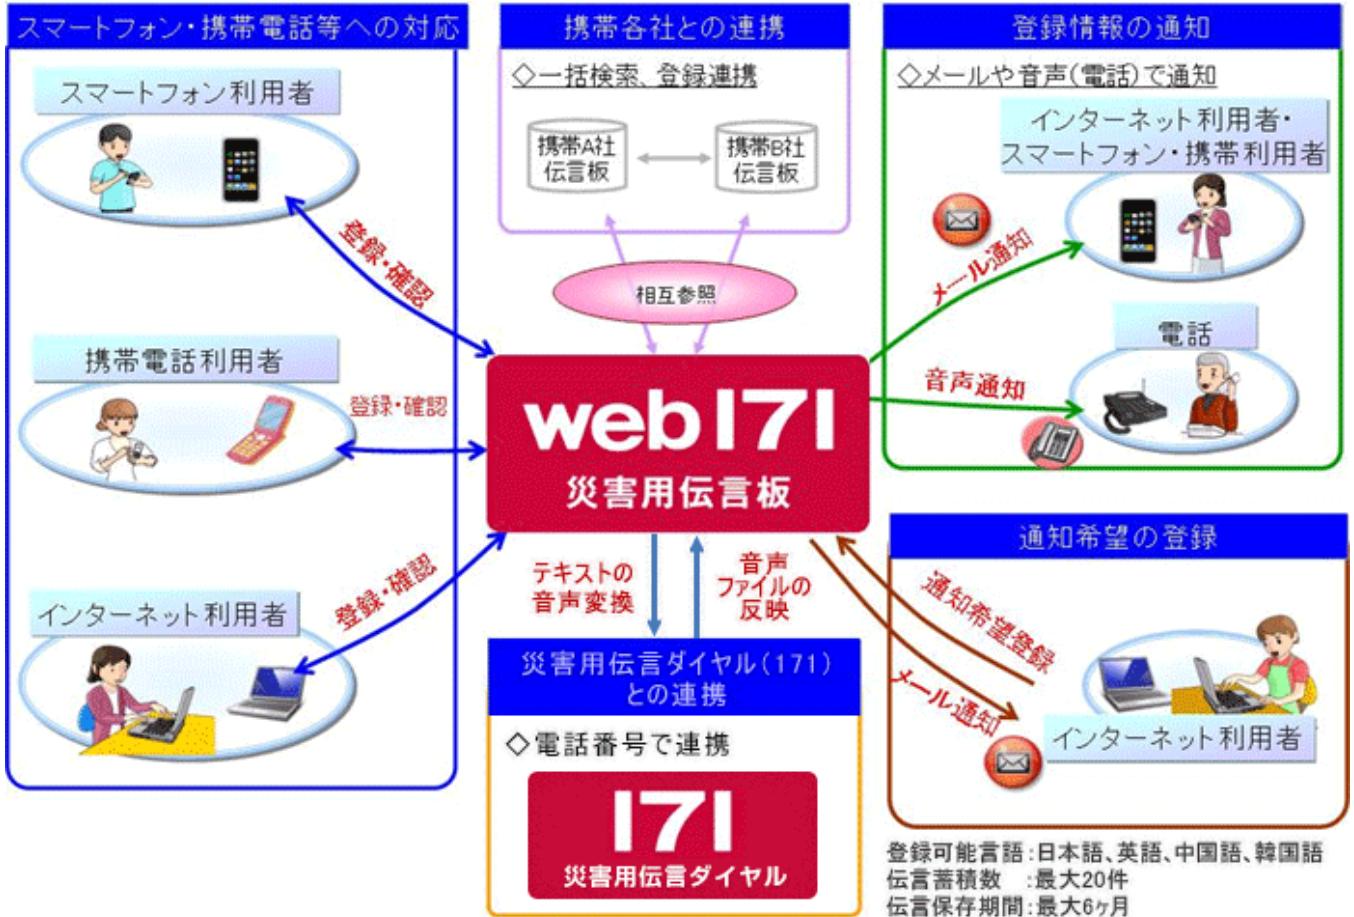 スマートフォン・携帯電話等への対応
スマートフォン利用者
登録・確認
携帯電話利用者
登録・確認
インターネット利用者
登録・確認
携帯各社との連携
◇一括検索、登録連携
携帯A社
伝言板
携帯B社
伝言板
相互参照
web171
災害用伝言板
テキストの
音声変換
音声
ファイルの
反映
災害用伝言ダイヤル(171)
との連携
◇電話番号で連携
171
災害用伝言ダイヤル
登録情報の通知
◇メールや音声(電話)で通知
インターネット利用者・
スマートフォン・携帯利用者
メール通知
電話
音声通知
通知希望の登録
通知希望登録
メール通知
インターネット利用者
登録可能言語:日本語、英語、中国語、韓国語
伝言蓄積数 :最大20件
伝言保存期間:最大6ヶ月